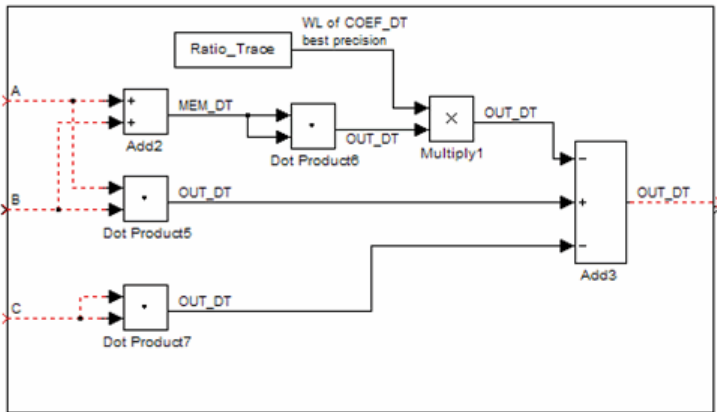 WL of COEF_DT
best precision
Ratio_Trace
A
MEM_DT
OUT_DT
Add2
OUT_DT
Dot Product6
Multiply1
B
OUT_DT
OUT_DT
Dot Product5
Add3
C
OUT_DT
Dot Product7